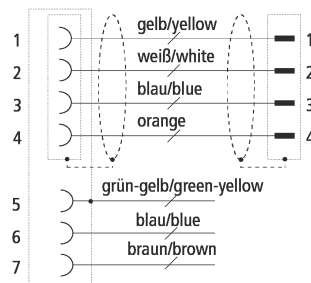 1 gelb/yellow 1
2 weiß/white 2
3 blau/blue 3
4 orange 4
5 grün-gelb/green-yellow
6 blau/blue
7 braun/brown